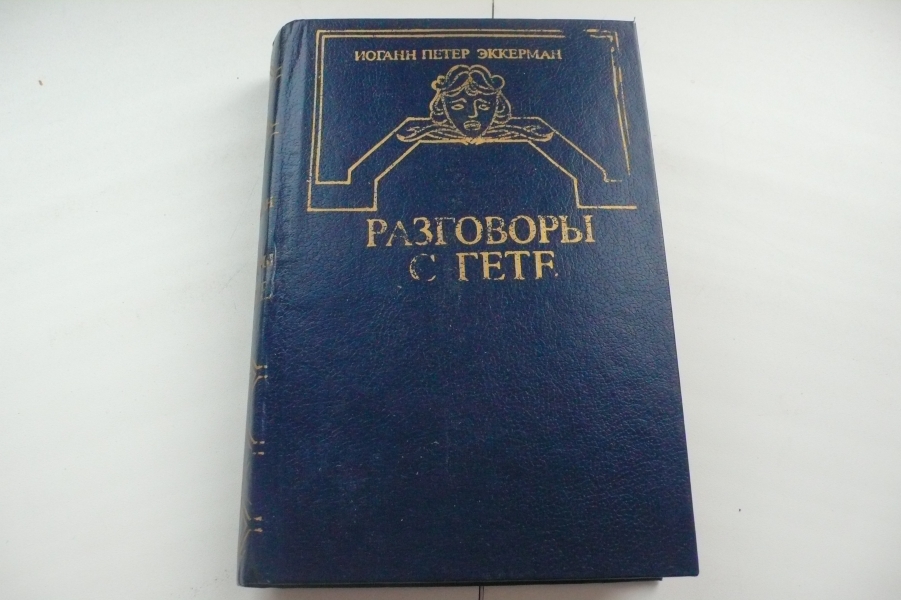 ИОГАНН ПЕТЕР ЭККЕРМАН
РАЗГОВОРЫ
С ГЕТЕ